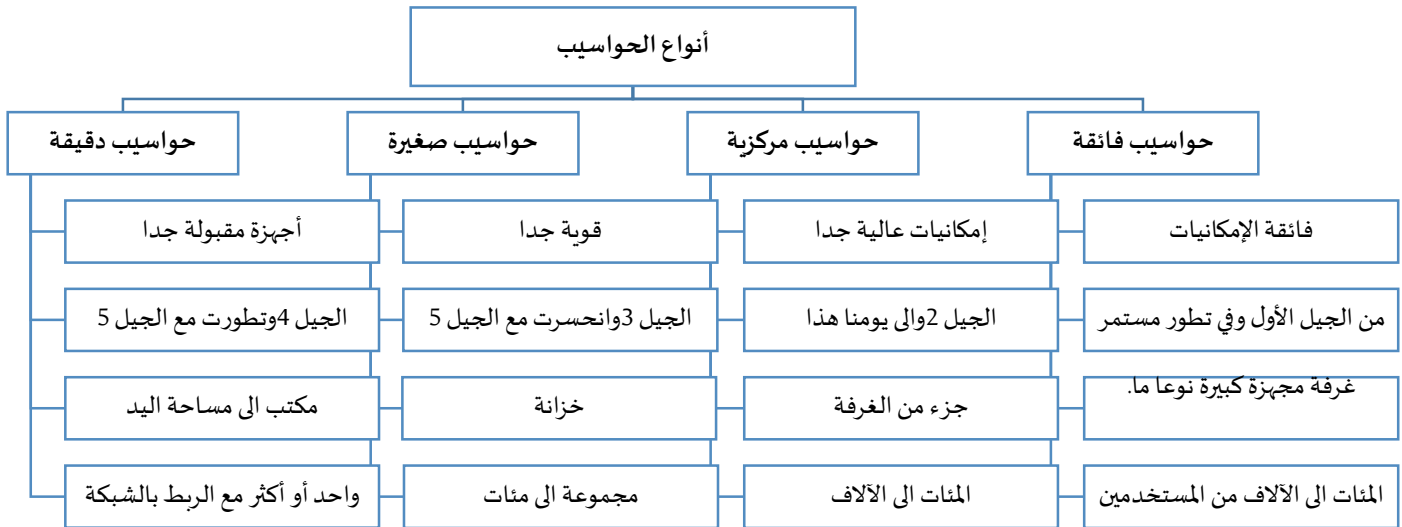 أنواع الحواسيب
حواسيب فائقة
حواسيب مركزية
حواسيب صغيرة
حواسيب دقيقة
فائقة الإمكانيات
إمكانيات عالية جدا
قوية جدا
أجهزة مقبولة جدا
من الجيل الأول وفي تطور مستمر
الجيل 2والى يومنا هذا
الجيل 3وانحسرت مع الجيل 5
الجيل 4وتطورت مع الجيل 5
غرفة مجهزة كبيرة نوعا ما.
جزء من الغرفة
خزانة
مكتب الى مساحة اليد
المئات الى الآلاف من المستخدمين
المئات الى الآلاف
مجموعة الى مئات
واحد أو أكثر مع الربط بالشبكة